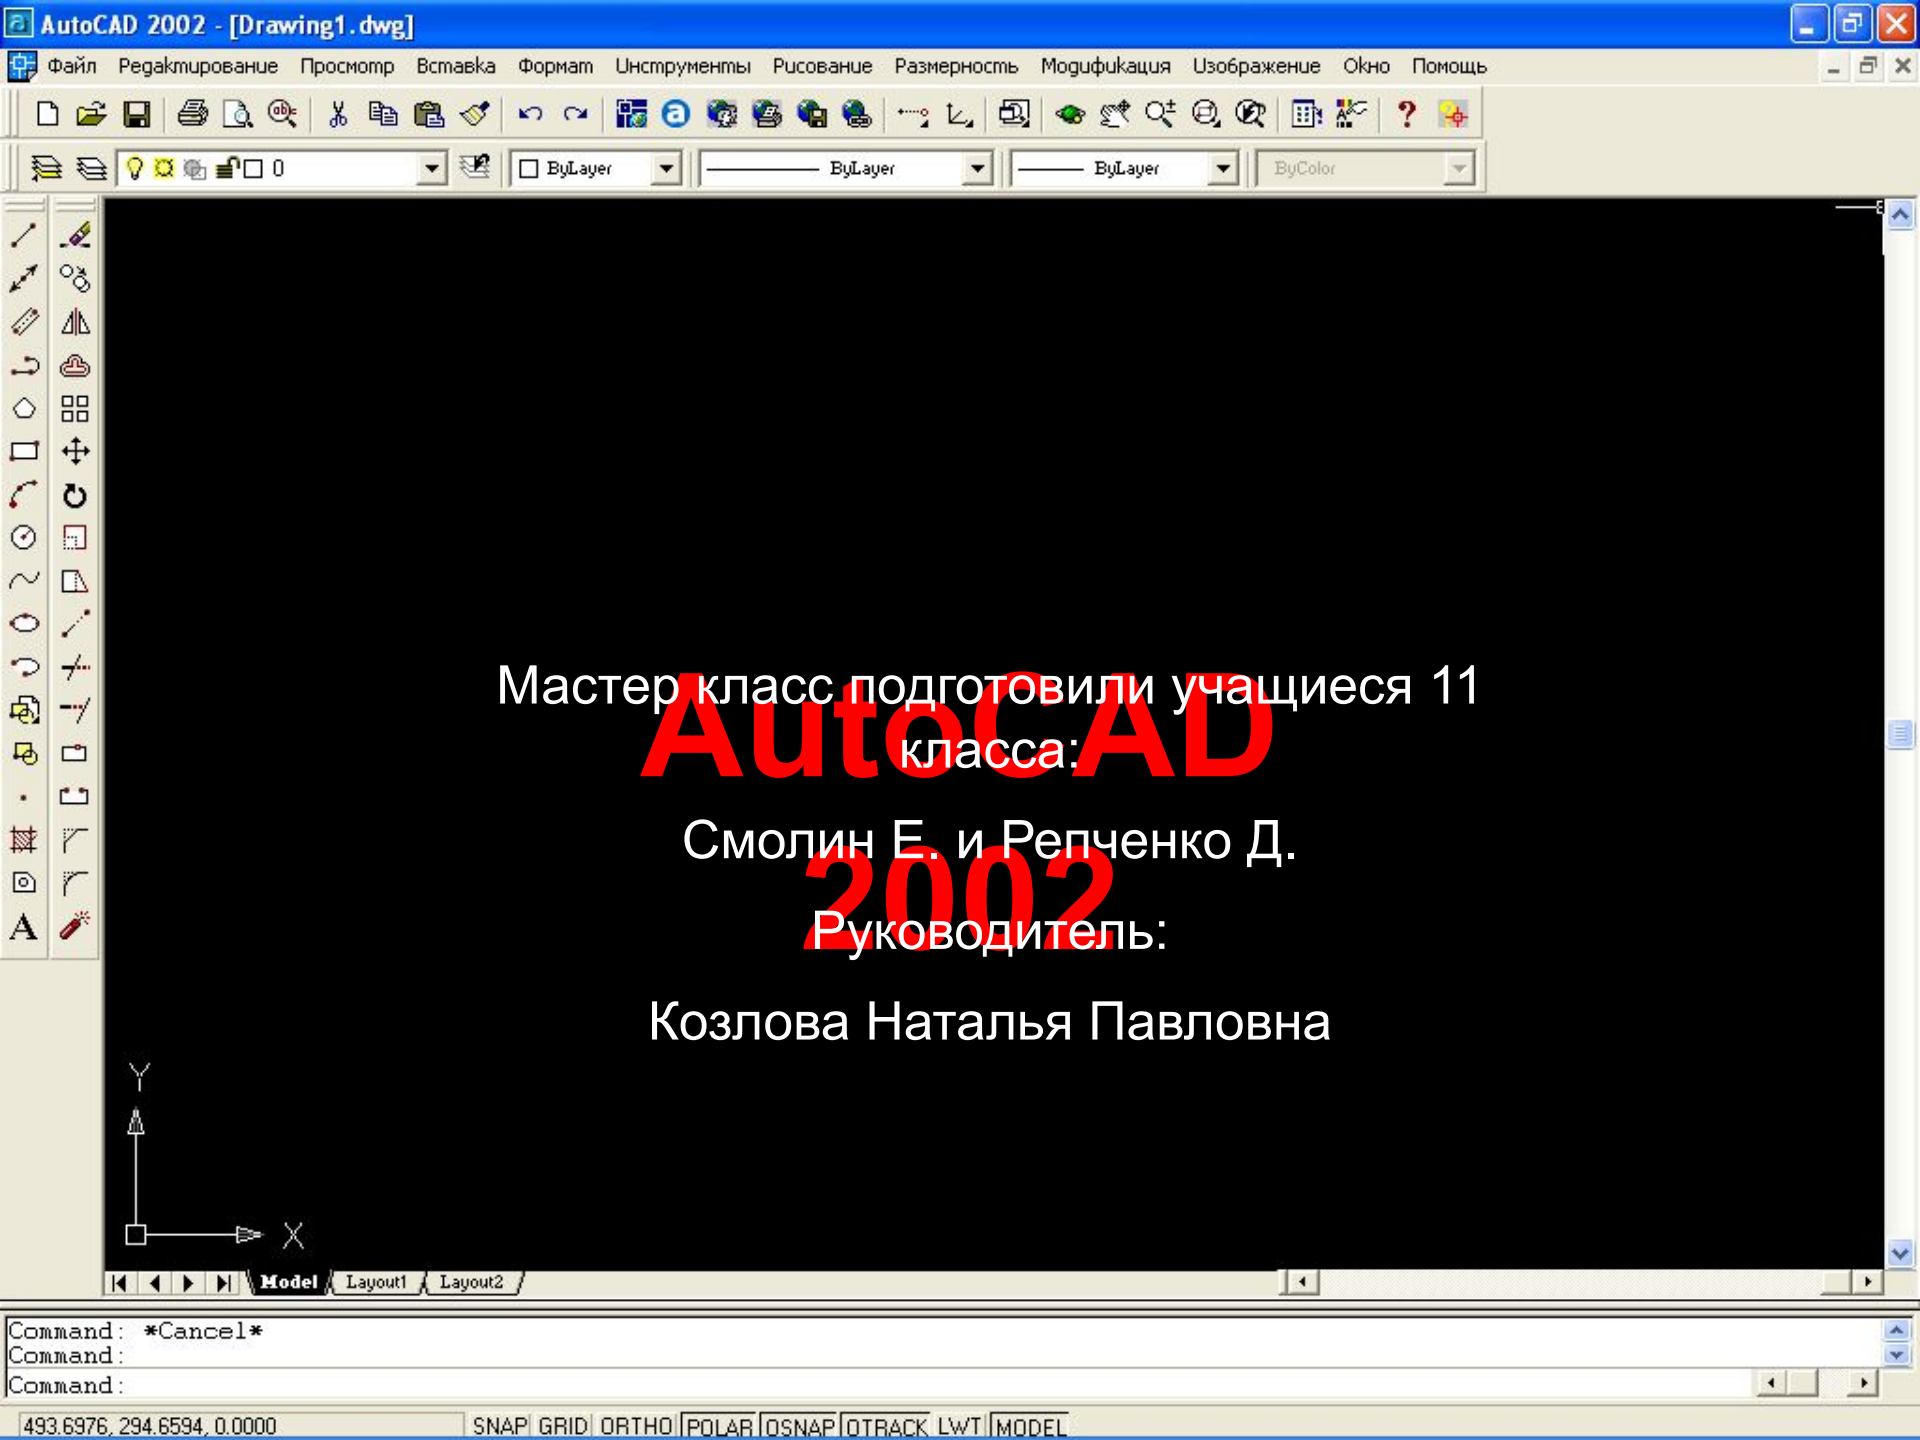 AutoCAD 2002 - [Drawing1.dwg]
Файл Редактирование Просмотр Вставка Формат Инструменты Рисование Размерность Модификация Изображение Окно Помощь
0 ByLayer ByLayer ByLayer ByColor
AutoCAD
2002
Мастер класс подготовили учащиеся 11
класса:
Смолин Е. и Репченко Д.
Руководитель:
Козлова Наталья Павловна
A
Y
X
Model Layout1 Layout2
Command: *Cancel*
Command:
Command:
493.6976, 294.6594, 0.0000 SNAP GRID ORTHO POLAR OSNAP OTRACK LWT MODEL